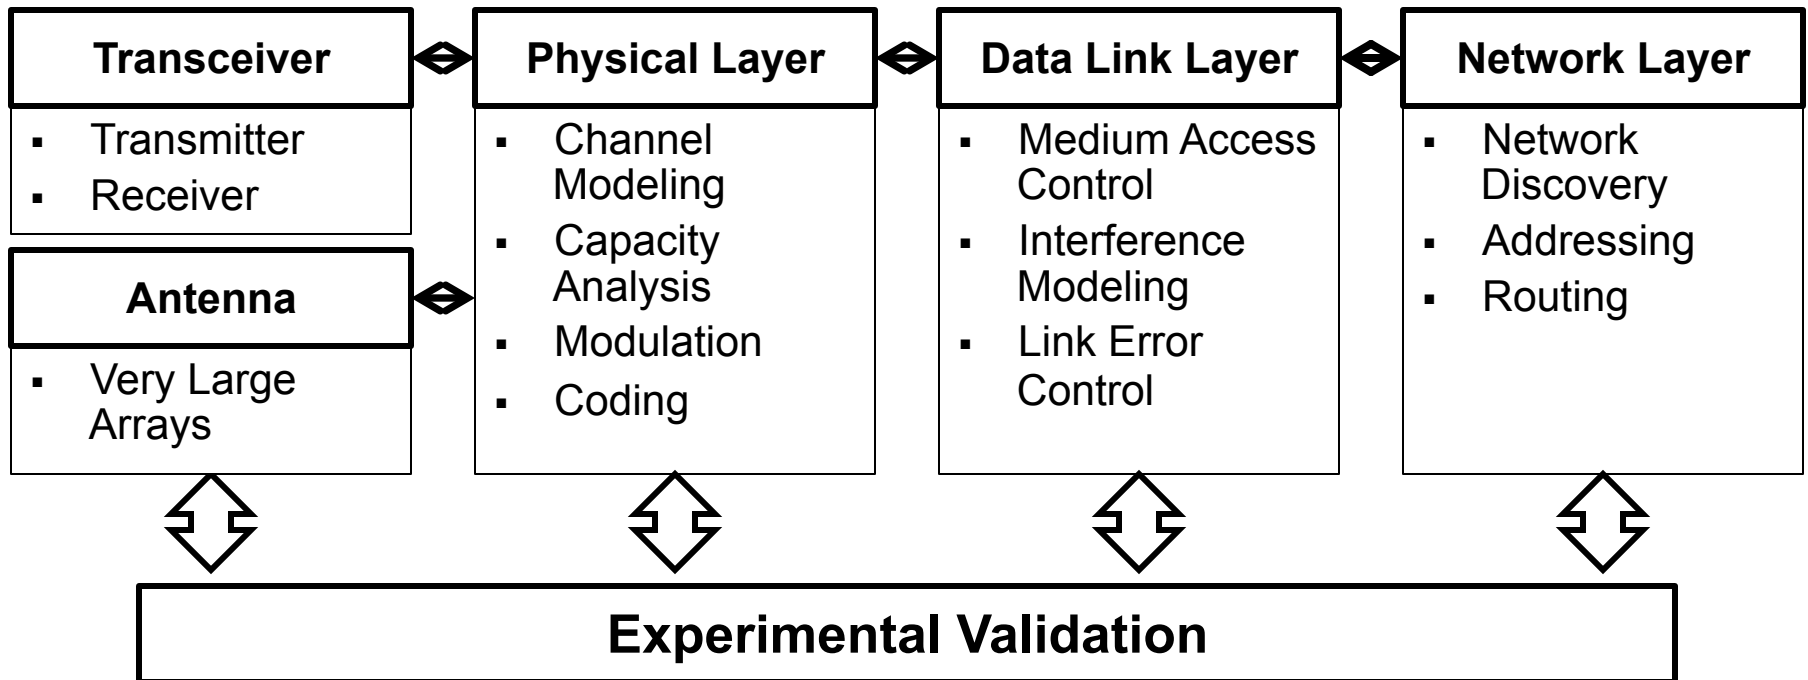 Transceiver
▪ Transmitter
▪ Receiver
Antenna
▪ Very Large
Arrays
Physical Layer
▪ Channel
Modeling
▪ Capacity
Analysis
▪ Modulation
▪ Coding
Data Link Layer
▪ Medium Access
Control
▪ Interference
Modeling
▪ Link Error
Control
Network Layer
▪ Network
Discovery
▪ Addressing
▪ Routing
Experimental Validation